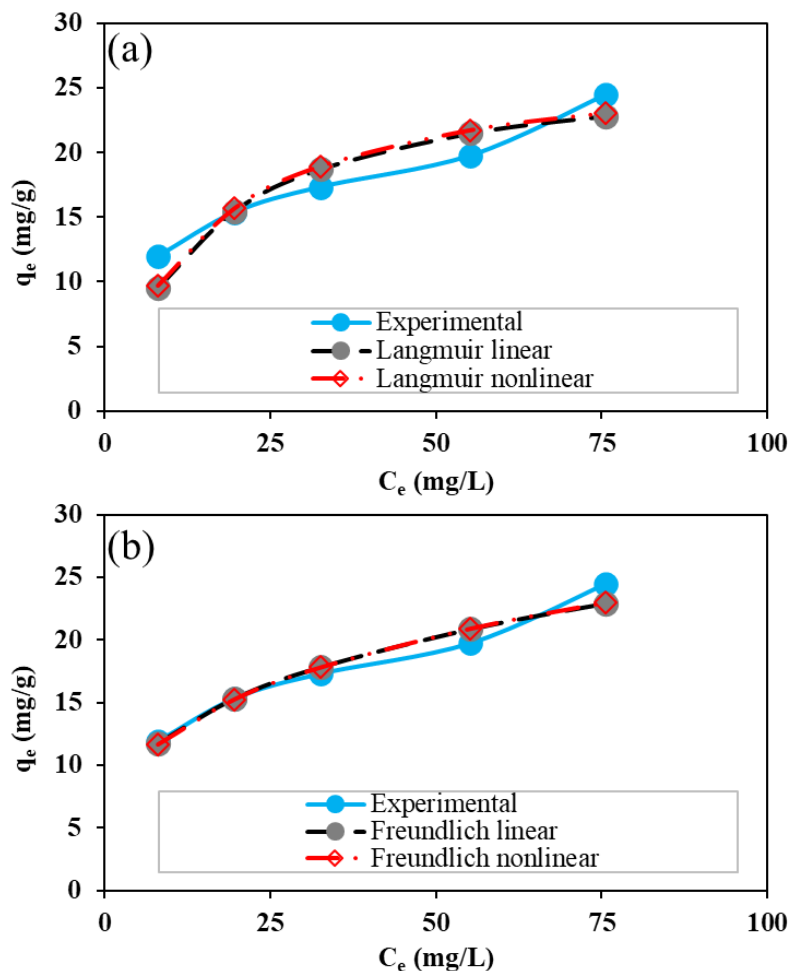 (a)
30
25
20
15
10
5
0
qₑ (mg/g)
Experimental
Langmuir linear
Langmuir nonlinear
0 25 50 75 100
Cₑ (mg/L)
(b)
30
25
20
15
10
5
0
qₑ (mg/g)
Experimental
Freundlich linear
Freundlich nonlinear
0 25 50 75 100
Cₑ (mg/L)